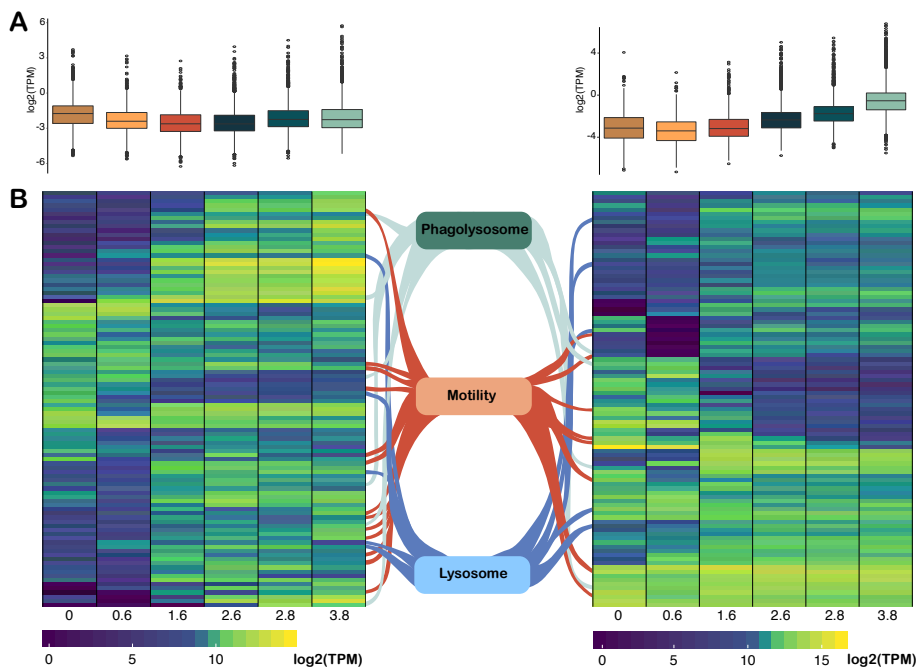 A
6
3
0
-3
-6
log2(TPM)
4
0
-4
log2(TPM)
B
Phagolysosome
Motility
Lysosome
0 0.6 1.6 2.6 2.8 3.8
0 0.6 1.6 2.6 2.8 3.8
0 5 10 log2(TPM)
0 5 10 15 log2(TPM)